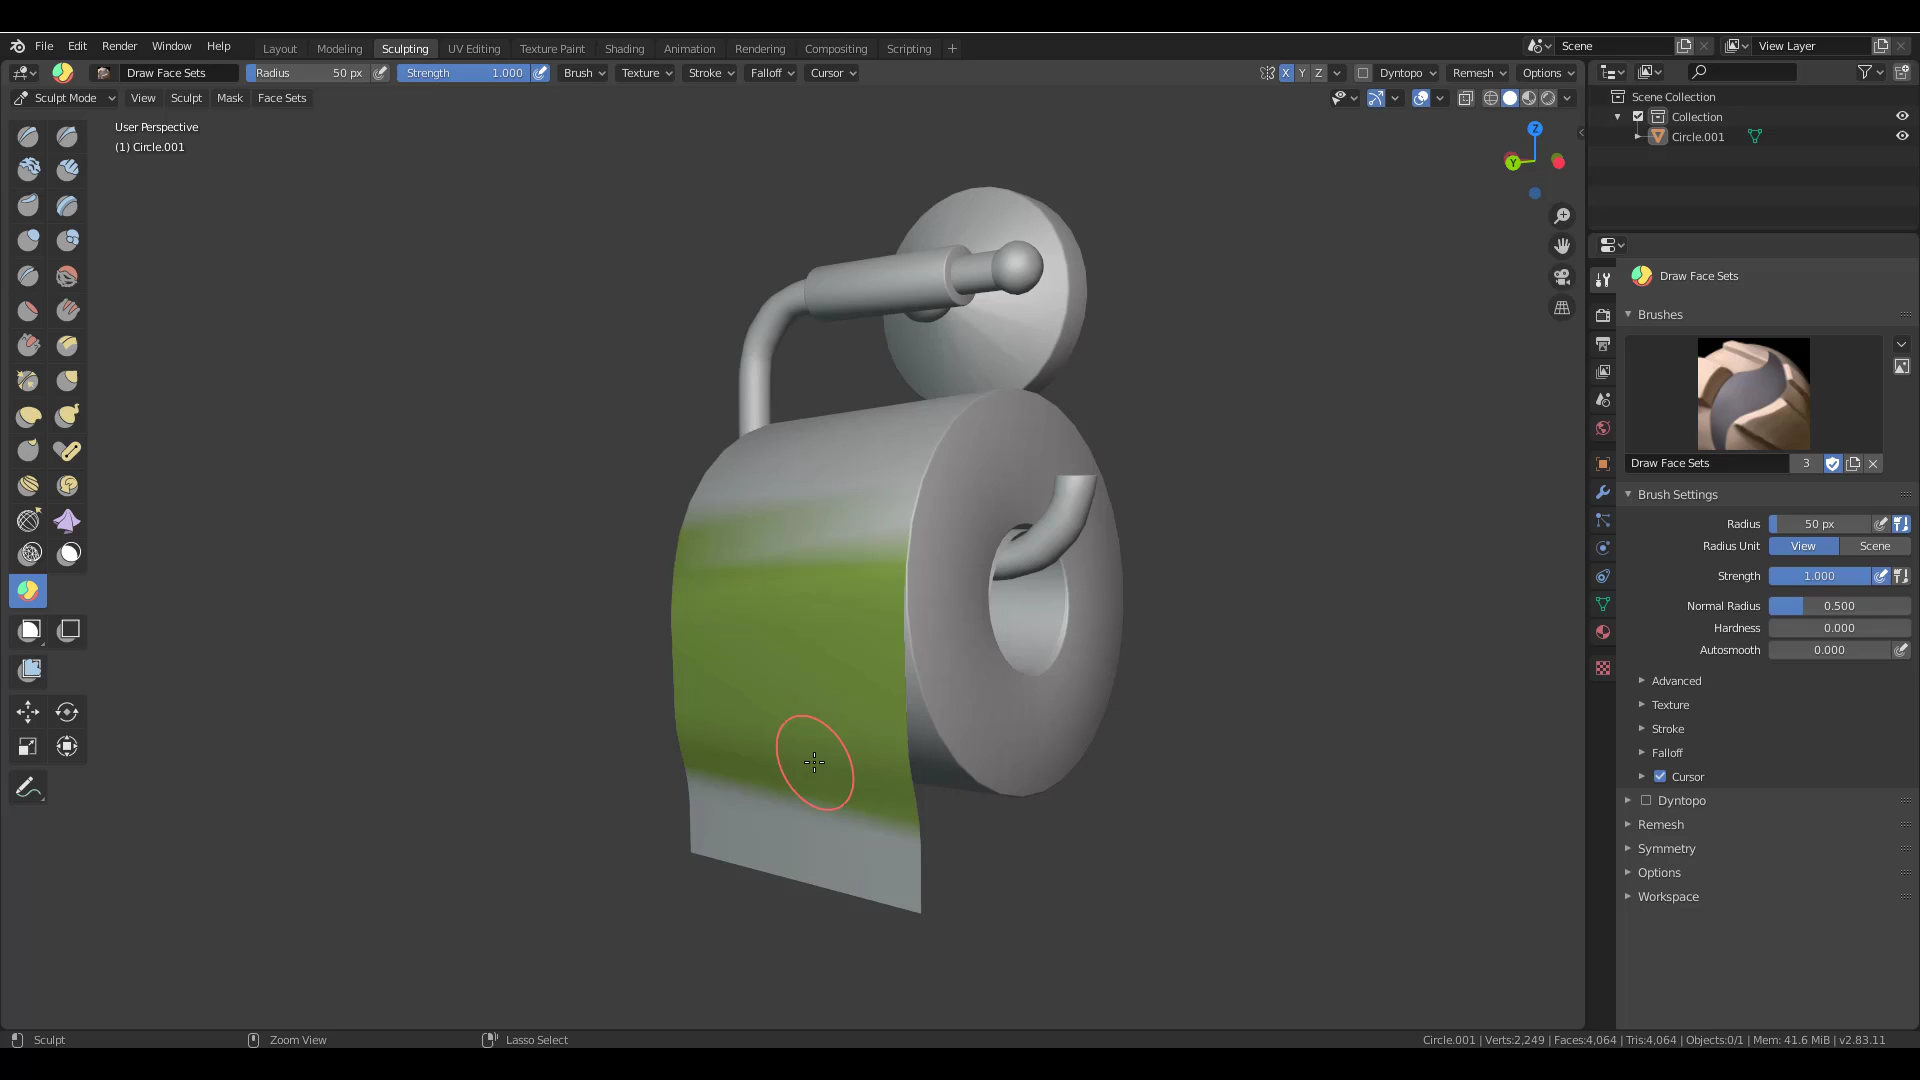 File Edit Render Window Help Layout Modeling Sculpting UV Editing Texture Paint Shading Animation Rendering Compositing Scripting + Scene View Layer
Draw Face Sets Radius 50 px Strength 1.000 Brush Texture Stroke Falloff Cursor X Y Z Dyntopo Remesh Options
Sculpt Mode View Sculpt Mask Face Sets
Scene Collection
Collection
Circle.001
User Perspective
(1) Circle.001
Z
Y
Draw Face Sets
Brushes
Draw Face Sets 3
Brush Settings
Radius 50 px
Radius Unit View Scene
Strength 1.000
Normal Radius 0.500
Hardness 0.000
Autosmooth 0.000
Advanced
Texture
Stroke
Falloff
Cursor
Dyntopo
Remesh
Symmetry
Options
Workspace
Sculpt Zoom View Lasso Select Circle.001 | Verts:2,249 | Faces:4,064 | Tris:4,064 | Objects:0/1 | Mem: 41.6 MiB | v2.83.11